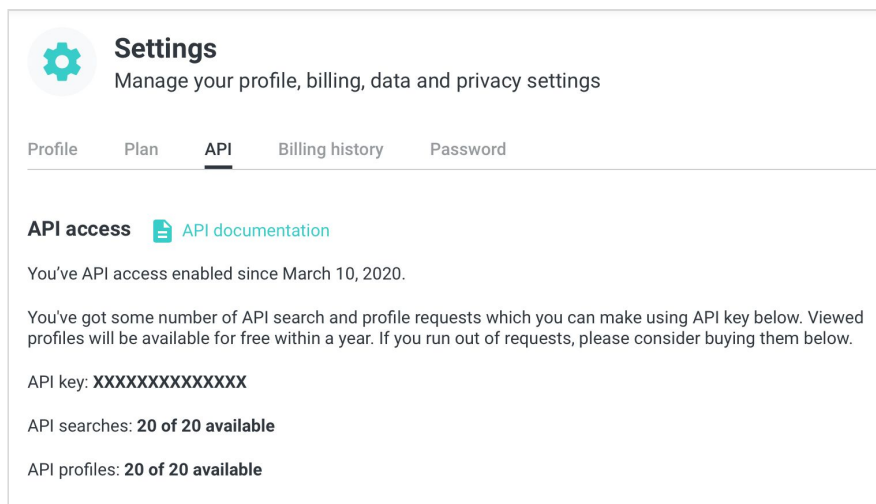 Settings
Manage your profile, billing, data and privacy settings
Profile Plan API Billing history Password
API access API documentation
You’ve API access enabled since March 10, 2020.
You've got some number of API search and profile requests which you can make using API key below. Viewed
profiles will be available for free within a year. If you run out of requests, please consider buying them below.
API key: XXXXXXXXXXXXXX
API searches: 20 of 20 available
API profiles: 20 of 20 available